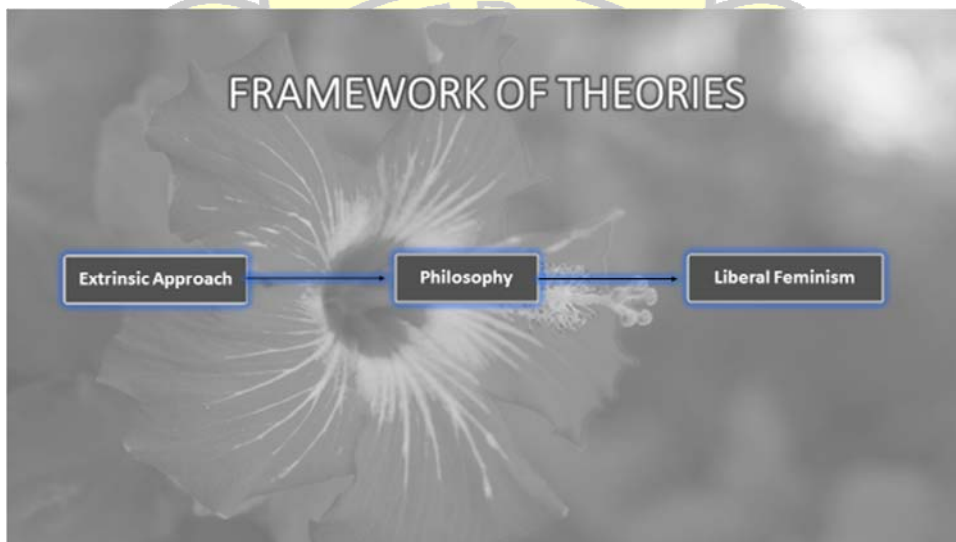 FRAMEWORK OF THEORIES
Extrinsic Approach
Philosophy
Liberal Feminism